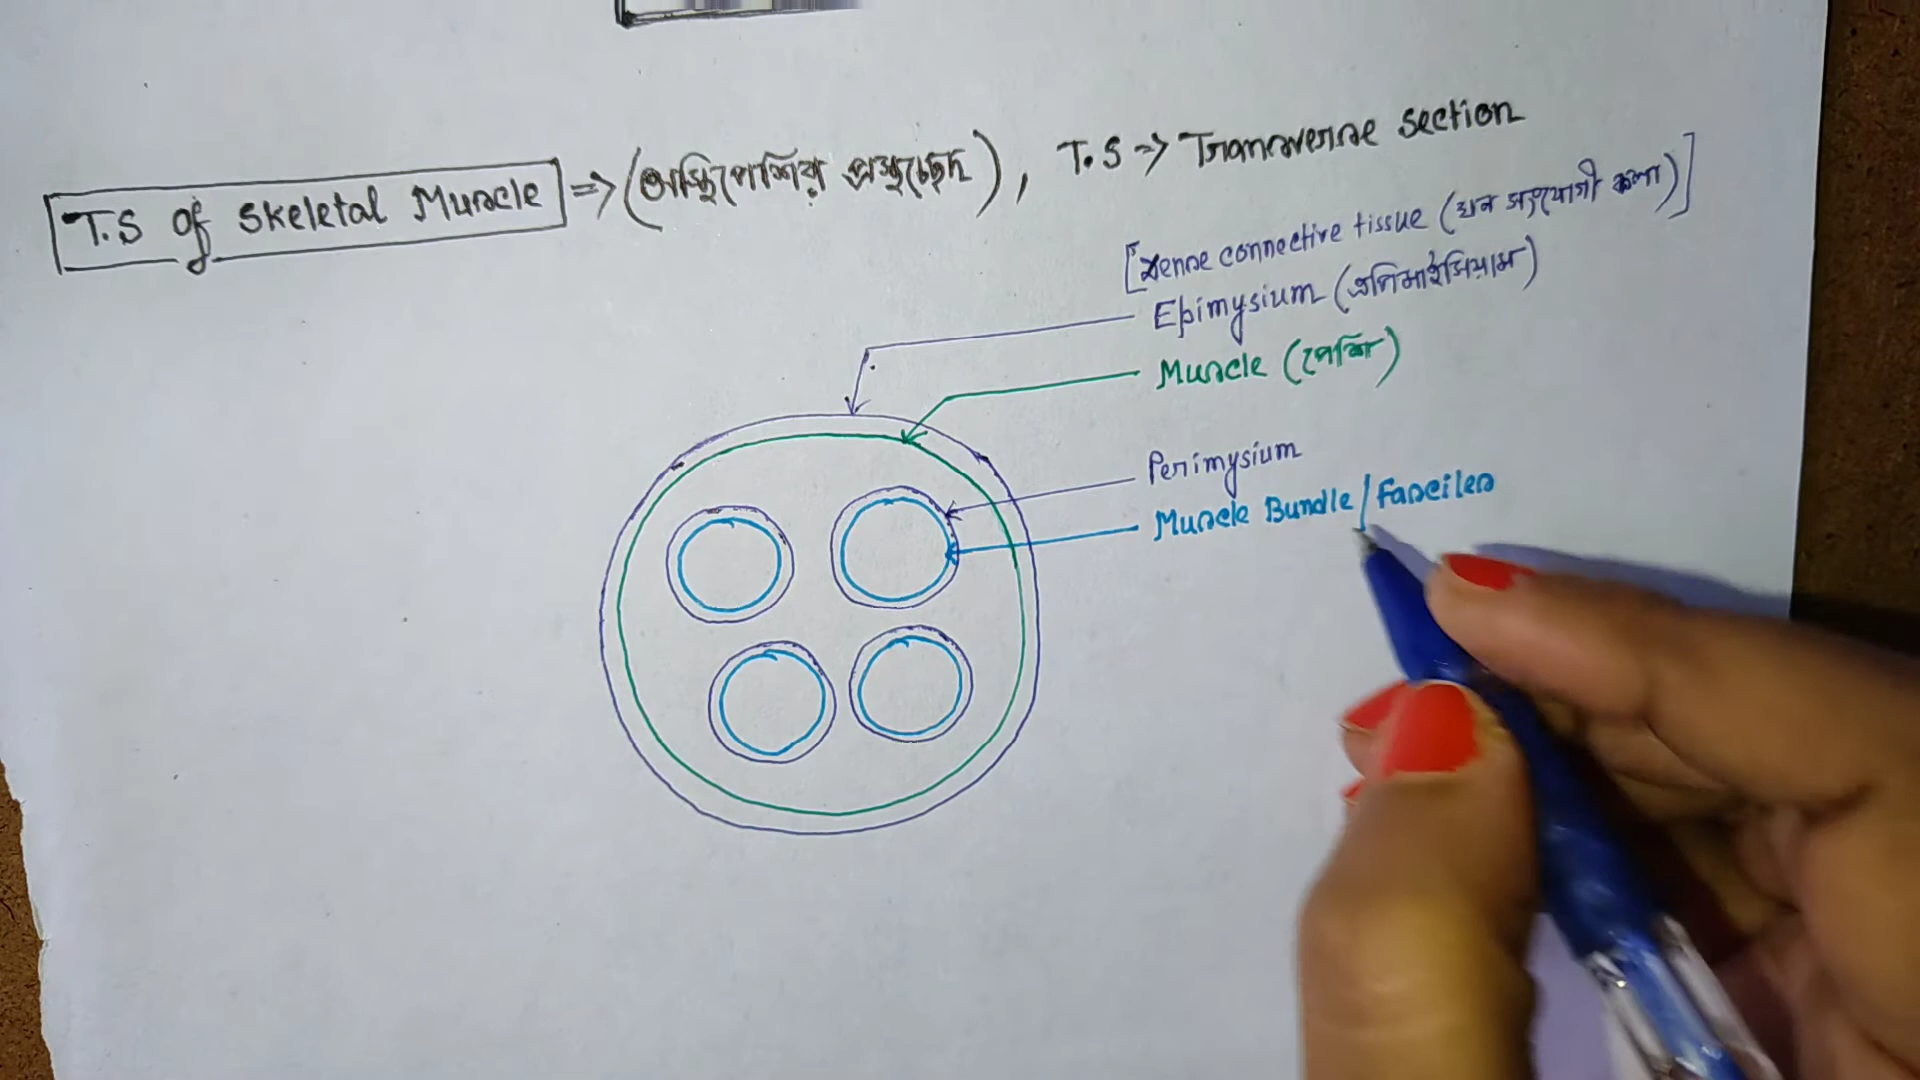 T.S Of Skeletal Muscle => (অস্থিপেশির প্রস্থচ্ছেদ), T.S => Transverse section
[Dense connective tissue (ঘন সংযোগী কলা)]
Epimysium (এপিমাইসিয়াম)
Muscle (পেশি)
Perimysium
Muscle Bundle/Fasciles